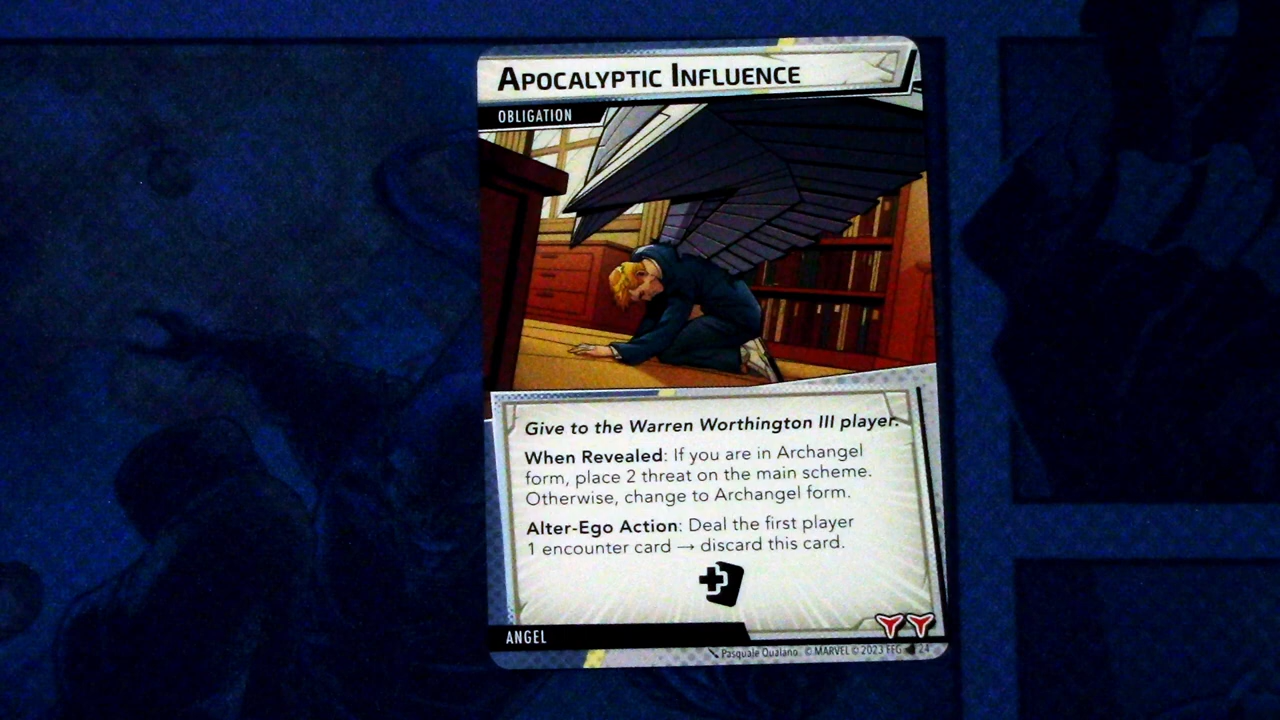 APOCALYPTIC INFLUENCE
OBLIGATION
Give to the Warren Worthington III player.
When Revealed: If you are in Archangel
form, place 2 threat on the main scheme.
Otherwise, change to Archangel form.
Alter-Ego Action: Deal the first player
1 encounter card → discard this card.
ANGEL
Pasquale Qualano © MARVEL © 2023 FFG 24